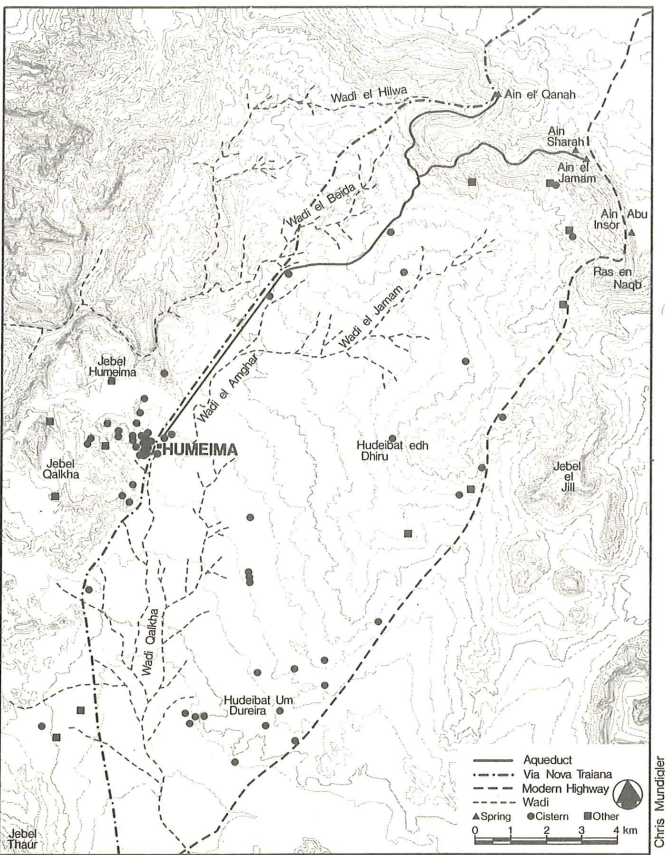 Wadi el Hilwa
Ain el Qanah
Ain
Sharah
Ain el
Jamam
Wadi el Beida
Ain
Insor
Abu
Ras en
Naqb
Wadi el Jamam
Jebel
Humeima
Wadi el Amghar
HUMEIMA
Hudeibat edh
Dhiru
Jebel
Qalkha
Jebel
el
Jill
Wadi Qalkha
Hudeibat Um
Dureira
Jebel
Thaur
Aqueduct
Via Nova Traiana
Modern Highway
Wadi
Spring Cistern Other
0 1 2 3 4 km
Chris Mundigler